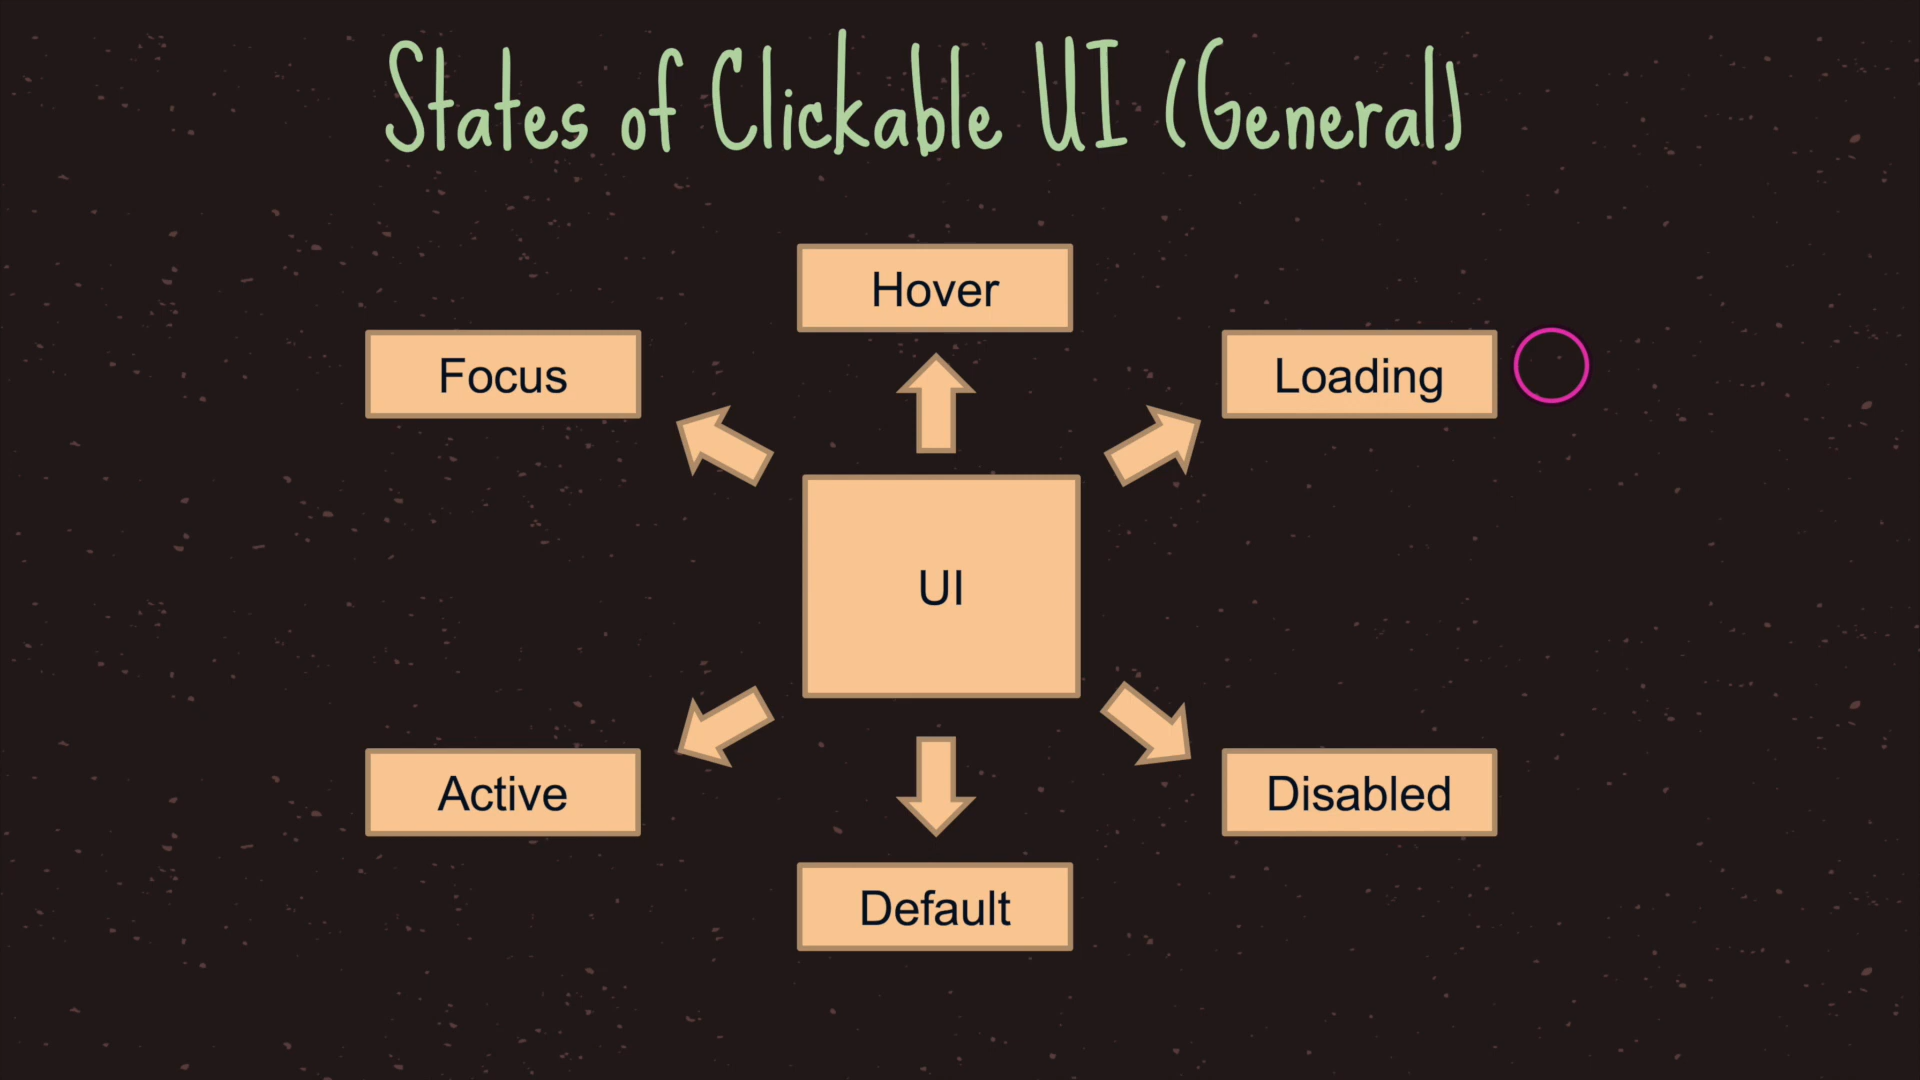 States of Clickable UI (General)
Hover
Focus
Loading
UI
Active
Disabled
Default